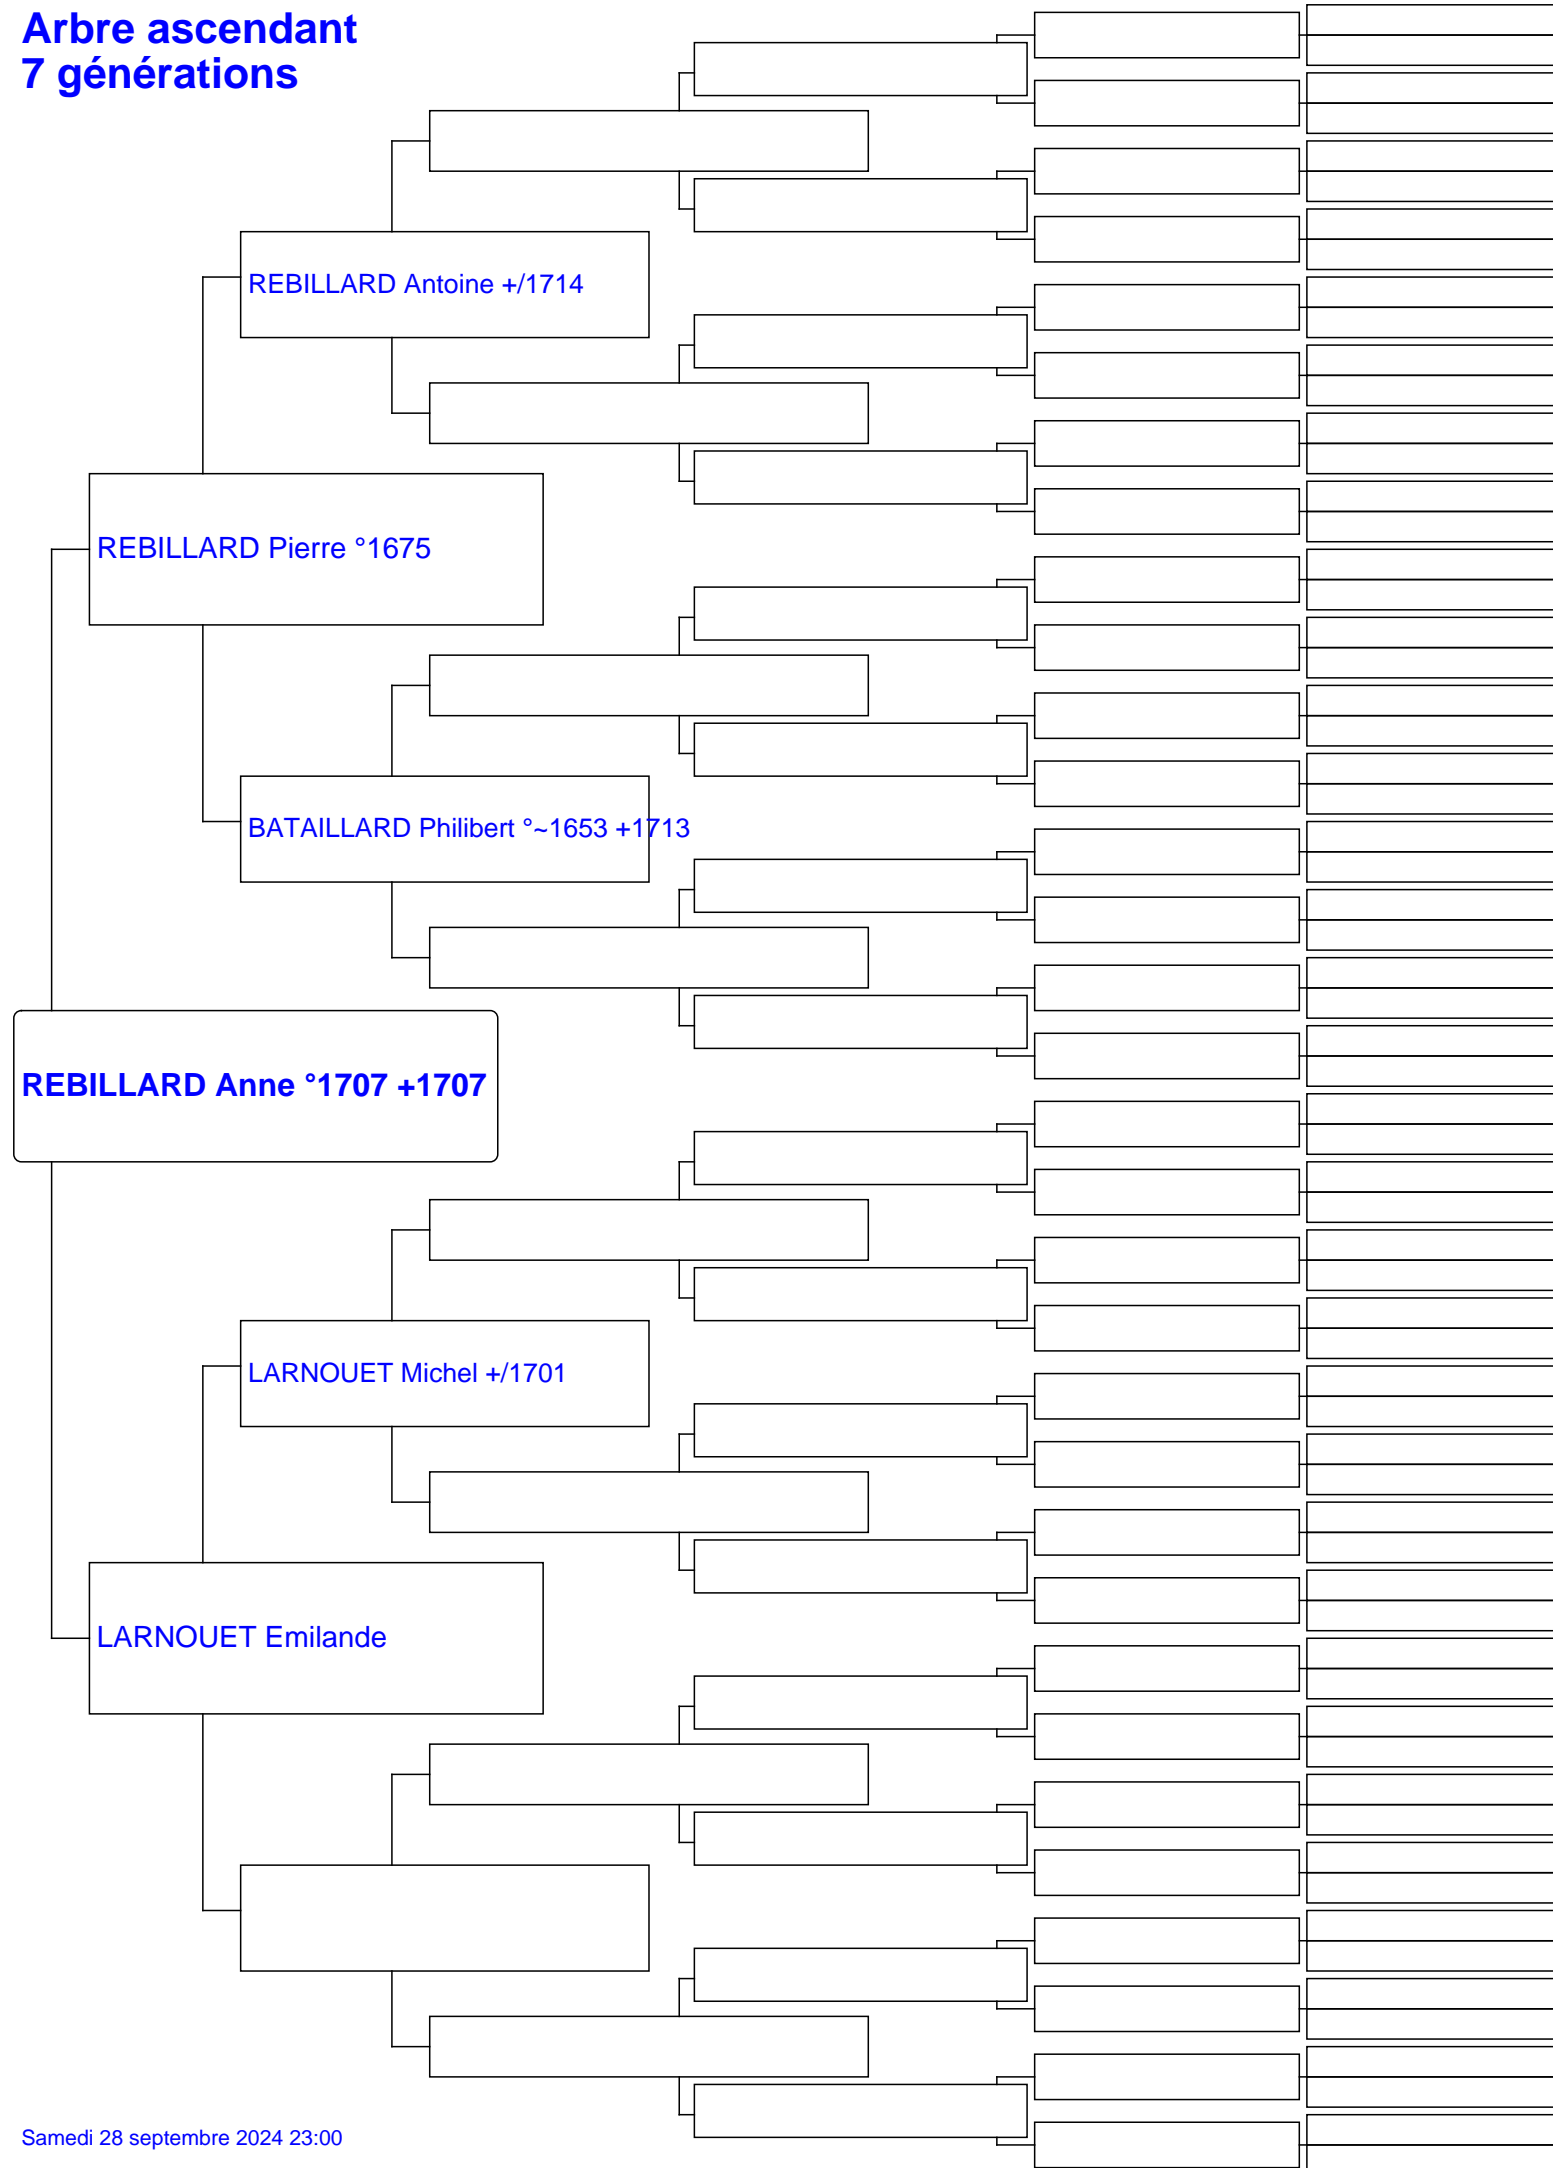 Arbre ascendant
7 générations
REBILLARD Antoine +/1714
REBILLARD Pierre °1675
BATAILLARD Philibert °~1653 +1713
REBILLARD Anne °1707 +1707
LARNOUET Michel +/1701
LARNOUET Emilande
Samedi 28 septembre 2024 23:00